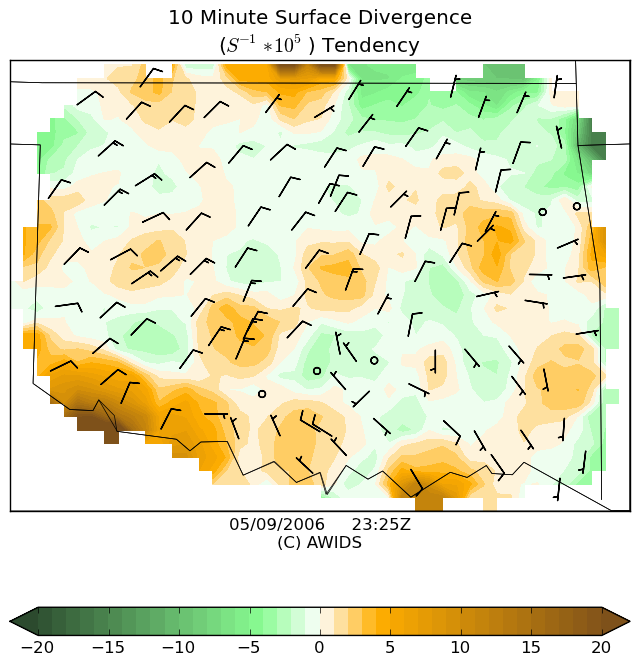 10 Minute Surface Divergence
(S⁻¹ ∗ 10⁵ ) Tendency
05/09/2006 23:25Z
(C) AWIDS
−20 −15 −10 −5 0 5 10 15 20